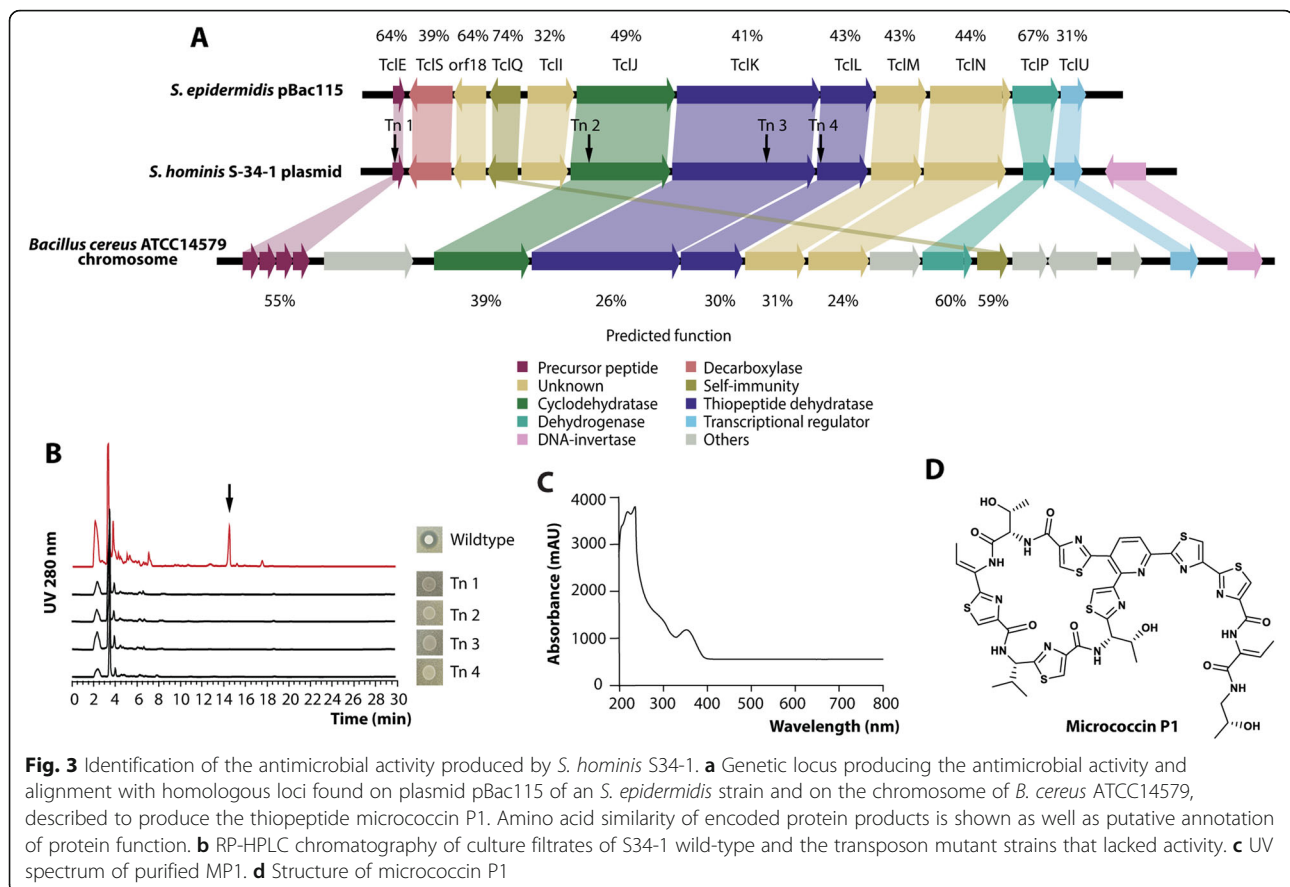 A
64% 39% 64% 74% 32% 49% 41% 43% 43% 44% 67% 31%
TclE TclS orf18 TclQ TclI TclJ TclK TclL TclM TclN TclP TclU
S. epidermidis pBac115
Tn 1 Tn 2 Tn 3 Tn 4
S. hominis S-34-1 plasmid
Bacillus cereus ATCC14579
chromosome
55% 39% 26% 30% 31% 24% 60% 59%
Predicted function
Precursor peptide Decarboxylase
Unknown Self-immunity
Cyclodehydratase Thiopeptide dehydratase
Dehydrogenase Transcriptional regulator
DNA-invertase Others
B
UV 280 nm
Wildtype
Tn 1
Tn 2
Tn 3
Tn 4
0 2 4 6 8 10 12 14 16 18 20 22 24 26 28 30
Time (min)
C
Absorbance (mAU)
4000
3000
2000
1000
0
200 300 400 500 600 700 800
Wavelength (nm)
D
HO
O
N
H
O
N
S
N
N
S
S
N
O
NH
S
N
O
NH
N
S
O
HN
N
S
OH
O
HN
O
NH
OH
Micrococcin P1
Fig. 3 Identification of the antimicrobial activity produced by S. hominis S34-1. a Genetic locus producing the antimicrobial activity and
alignment with homologous loci found on plasmid pBac115 of an S. epidermidis strain and on the chromosome of B. cereus ATCC14579,
described to produce the thiopeptide micrococcin P1. Amino acid similarity of encoded protein products is shown as well as putative annotation
of protein function. b RP-HPLC chromatography of culture filtrates of S34-1 wild-type and the transposon mutant strains that lacked activity. c UV
spectrum of purified MP1. d Structure of micrococcin P1